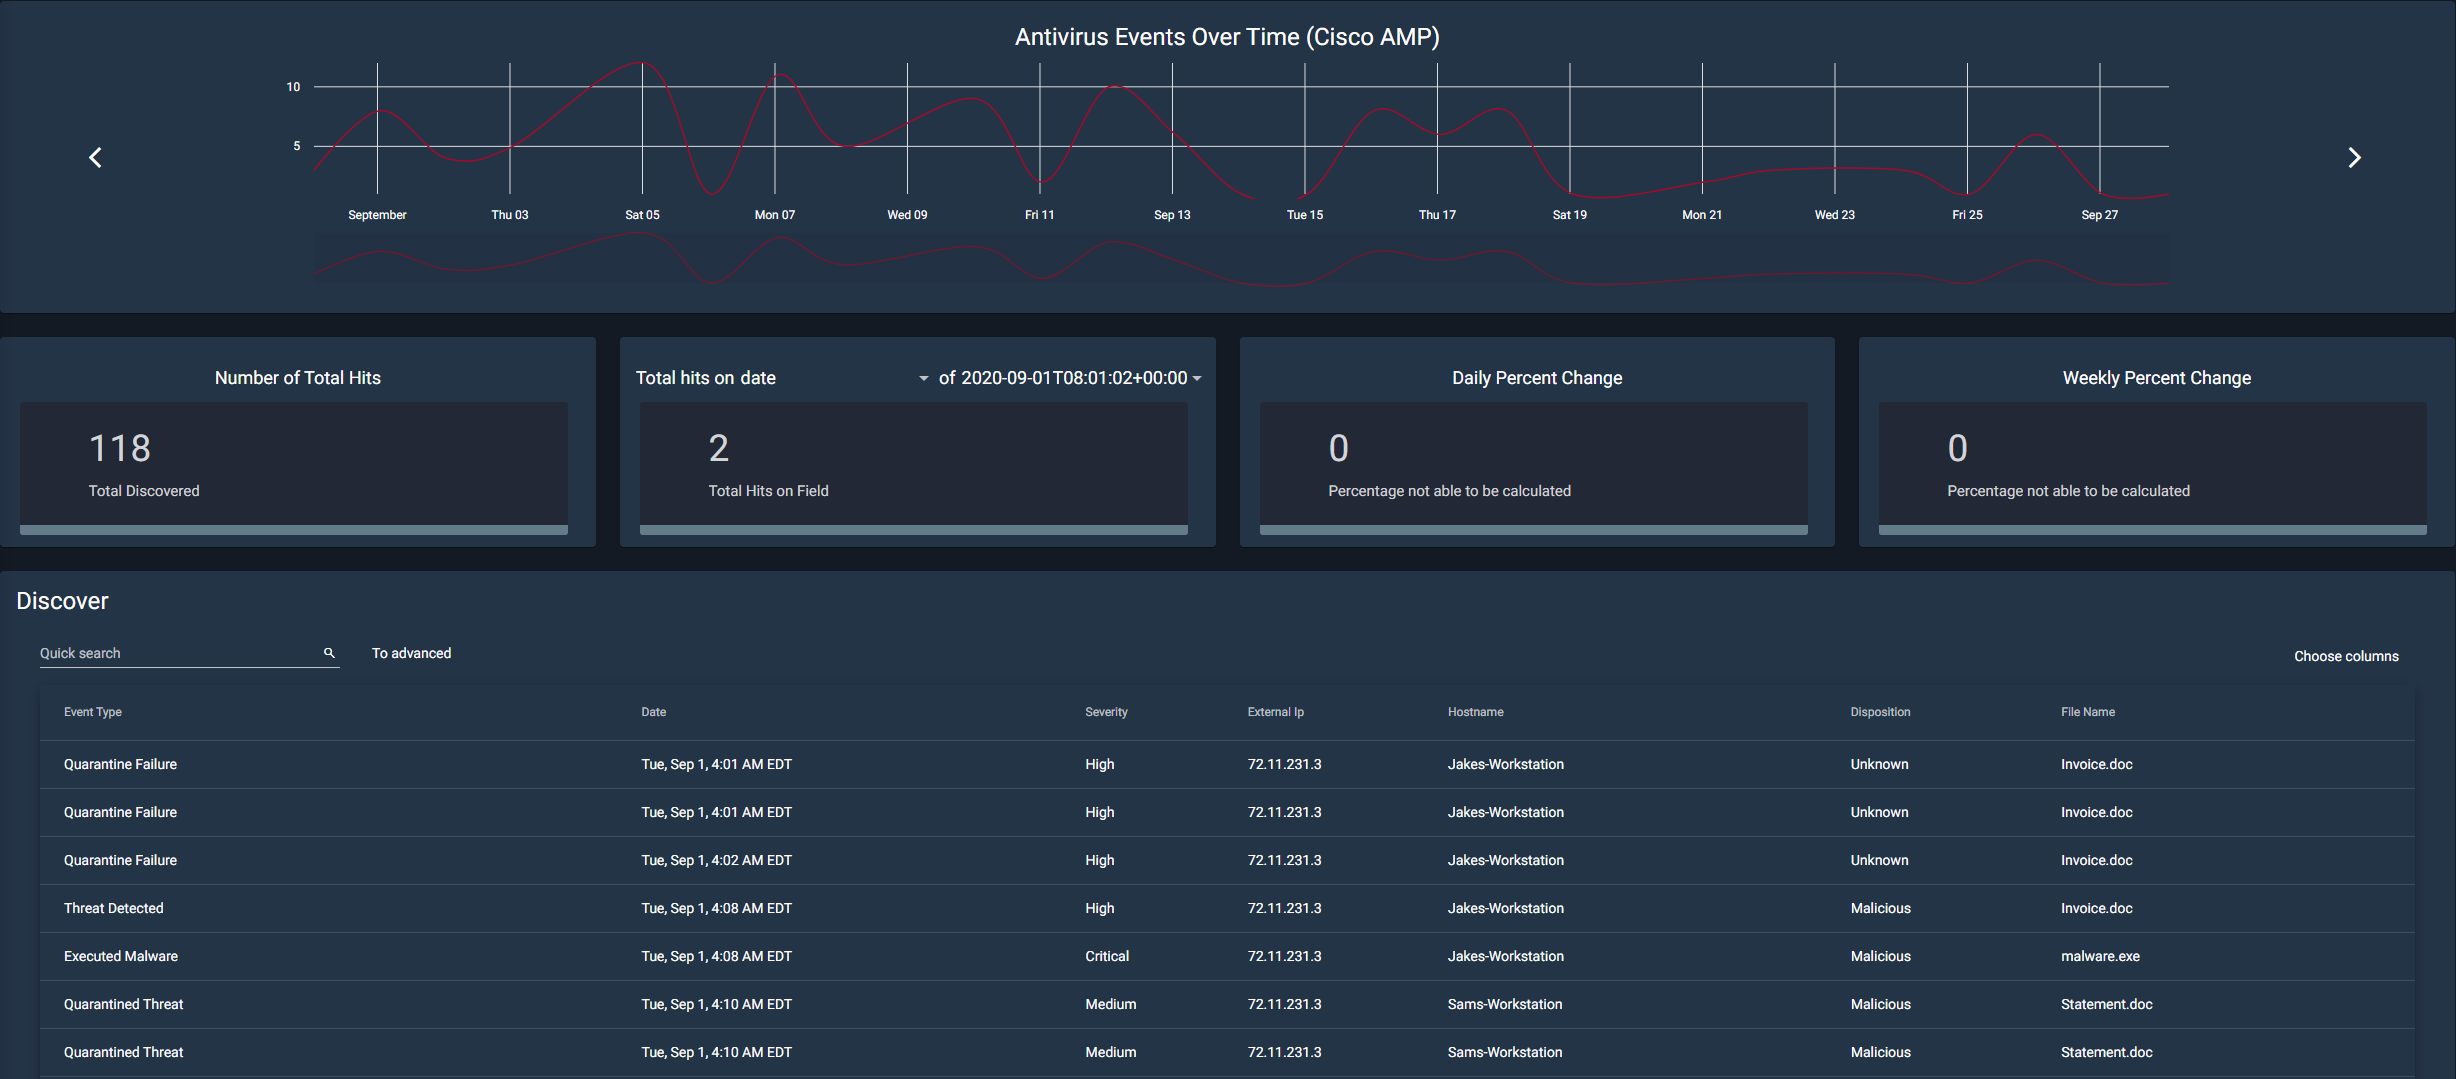 Antivirus Events Over Time (Cisco AMP)
10
5
September Thu 03 Sat 05 Mon 07 Wed 09 Fri 11 Sep 13 Tue 15 Thu 17 Sat 19 Mon 21 Wed 23 Fri 25 Sep 27
Number of Total Hits
118
Total Discovered
Total hits on date of 2020-09-01T08:01:02+00:00
2
Total Hits on Field
Daily Percent Change
0
Percentage not able to be calculated
Weekly Percent Change
0
Percentage not able to be calculated
Discover
Quick search To advanced Choose columns
Event Type Date Severity External Ip Hostname Disposition File Name
Quarantine Failure Tue, Sep 1, 4:01 AM EDT High 72.11.231.3 Jakes-Workstation Unknown Invoice.doc
Quarantine Failure Tue, Sep 1, 4:01 AM EDT High 72.11.231.3 Jakes-Workstation Unknown Invoice.doc
Quarantine Failure Tue, Sep 1, 4:02 AM EDT High 72.11.231.3 Jakes-Workstation Unknown Invoice.doc
Threat Detected Tue, Sep 1, 4:08 AM EDT High 72.11.231.3 Jakes-Workstation Malicious Invoice.doc
Executed Malware Tue, Sep 1, 4:08 AM EDT Critical 72.11.231.3 Jakes-Workstation Malicious malware.exe
Quarantined Threat Tue, Sep 1, 4:10 AM EDT Medium 72.11.231.3 Sams-Workstation Malicious Statement.doc
Quarantined Threat Tue, Sep 1, 4:10 AM EDT Medium 72.11.231.3 Sams-Workstation Malicious Statement.doc